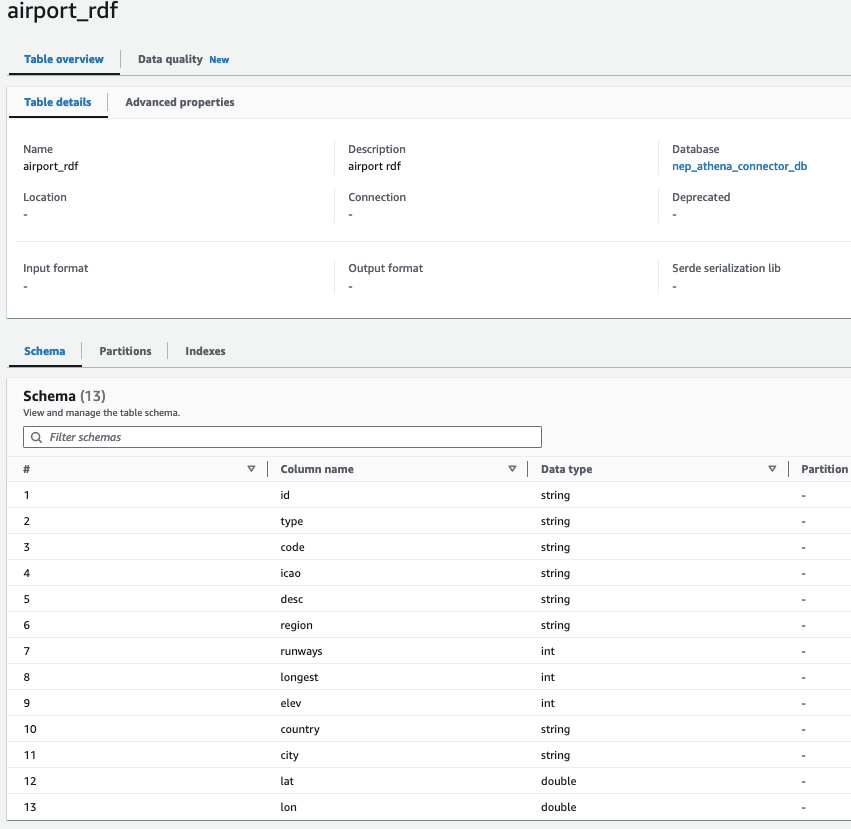 airport_rdf
Table overview Data quality New
Table details Advanced properties
Name Description Database
airport_rdf airport rdf nep_athena_connector_db
Location Connection Deprecated
- - -
Input format Output format Serde serialization lib
- - -
Schema Partitions Indexes
Schema (13)
View and manage the table schema.
Filter schemas
# Column name Data type Partition
1 id string -
2 type string -
3 code string -
4 icao string -
5 desc string -
6 region string -
7 runways int -
8 longest int -
9 elev int -
10 country string -
11 city string -
12 lat double -
13 lon double -